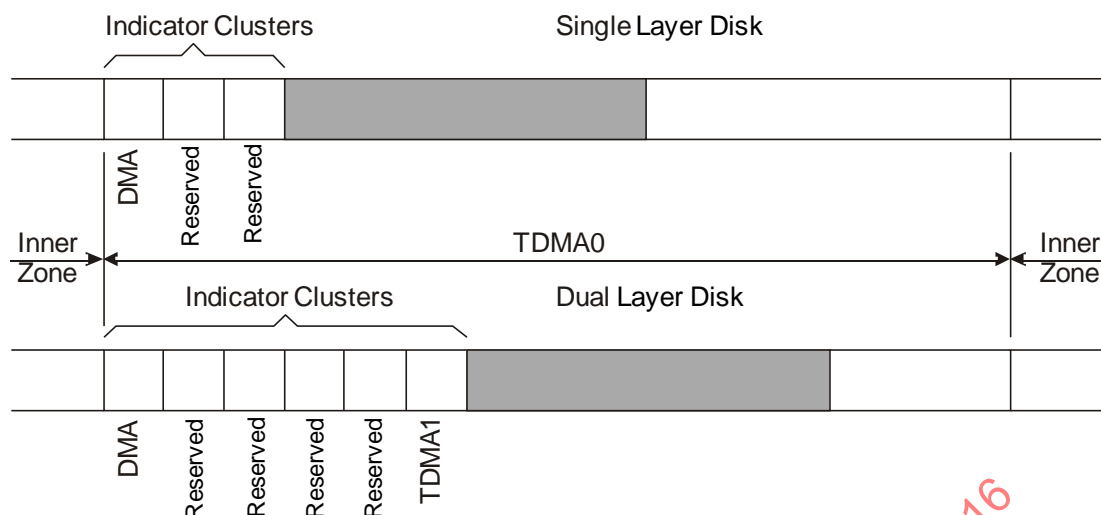 Indicator Clusters
Single Layer Disk
DMA
Reserved
Reserved
Inner
Zone
TDMA0
Inner
Zone
Indicator Clusters
Dual Layer Disk
DMA
Reserved
Reserved
Reserved
Reserved
TDMA1
16